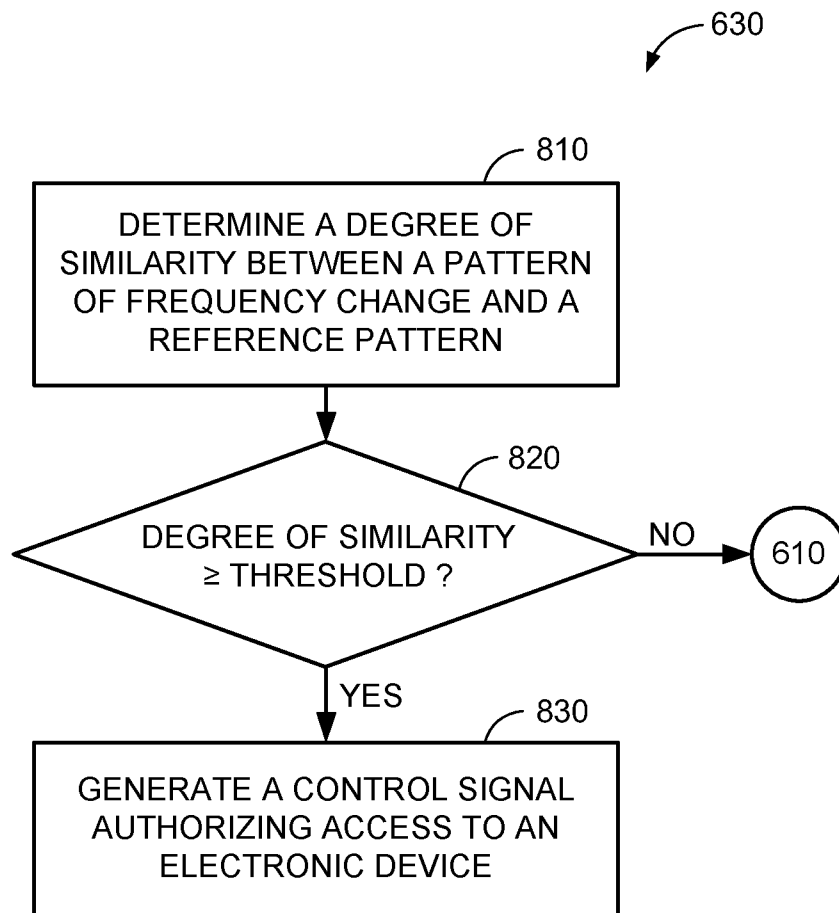 630
810
DETERMINE A DEGREE OF
SIMILARITY BETWEEN A PATTERN
OF FREQUENCY CHANGE AND A
REFERENCE PATTERN
820
DEGREE OF SIMILARITY
≥ THRESHOLD ?
NO
610
YES
830
GENERATE A CONTROL SIGNAL
AUTHORIZING ACCESS TO AN
ELECTRONIC DEVICE